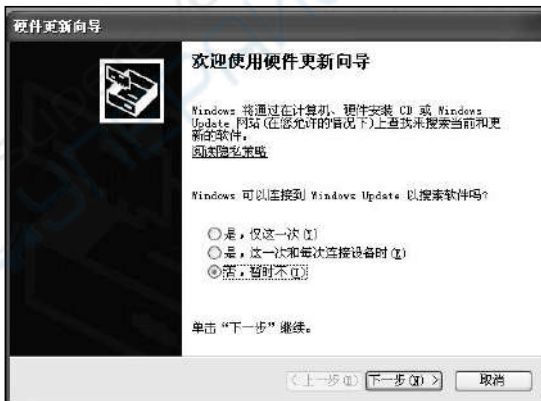 硬件更新向导
欢迎使用硬件更新向导
Windows 将通过在计算机、硬件安装 CD 或 Windows
Update 网站(在您允许的情况下)上查找来搜索当前和更
新的软件。
阅读隐私策略
Windows 可以连接到 Windows Update 以搜索软件吗?
是，仅这一次(Y)
是，这一次和每次连接设备时(E)
否，暂时不(T)
单击“下一步”继续。
<上一步(B) 下一步(N) > 取消